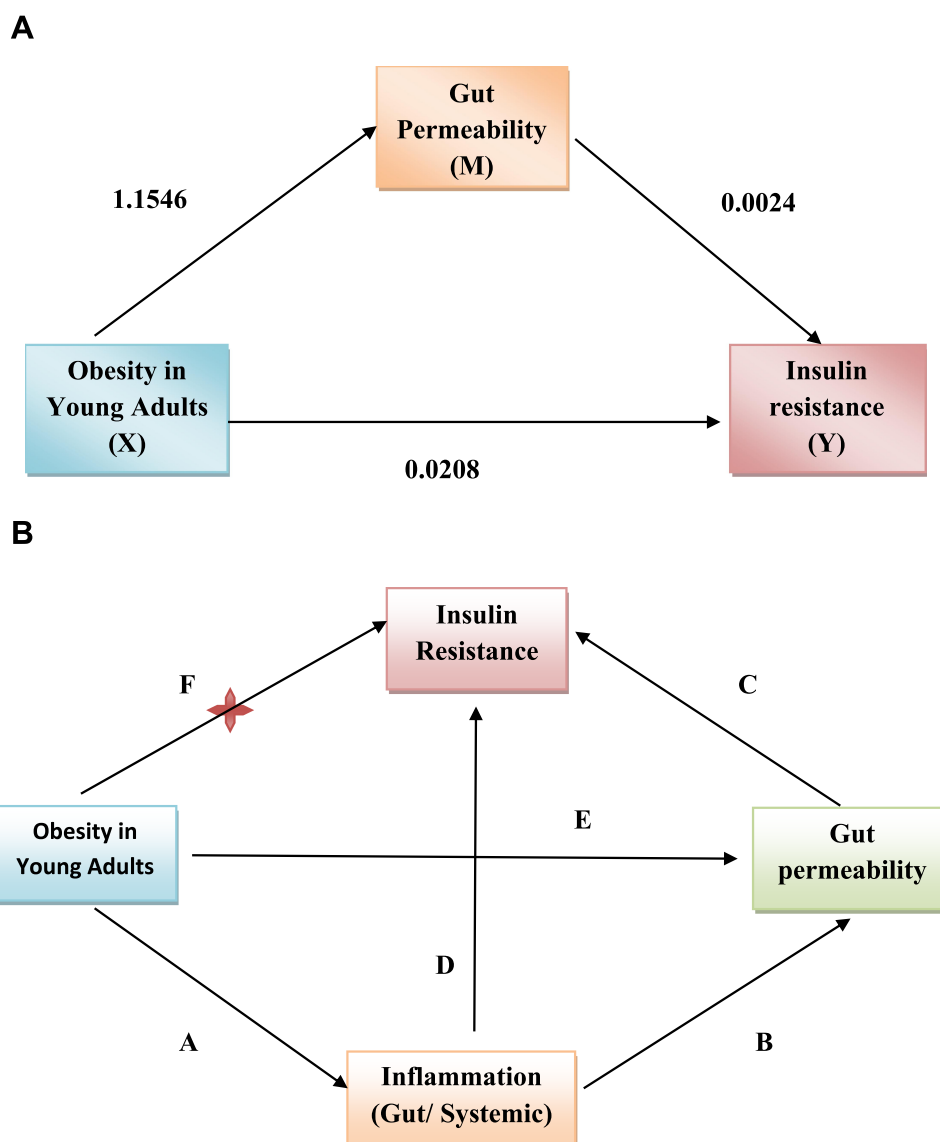 A
Gut
Permeability
(M)
1.1546
0.0024
Obesity in
Young Adults
(X)
Insulin
resistance
(Y)
0.0208
B
Insulin
Resistance
F
C
Obesity in
Young Adults
E
Gut
permeability
D
A
B
Inflammation
(Gut/ Systemic)